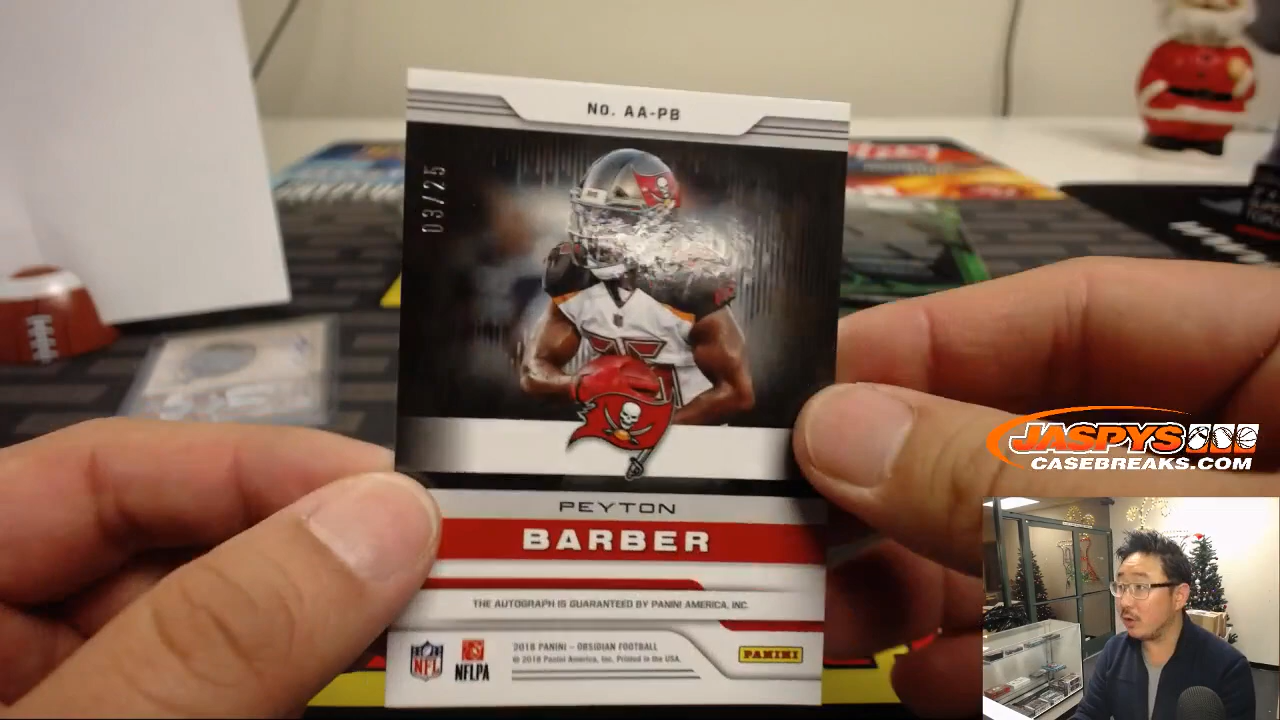 No. AA-PB
03/25
PEYTON
BARBER
THE AUTOGRAPH IS GUARANTEED BY PANINI AMERICA, INC.
NFL
NFLPA
2018 PANINI – OBSIDIAN FOOTBALL
© 2018 Panini America, Inc. Printed in the USA.
PANINI
JASPYS
CASEBREAKS.COM